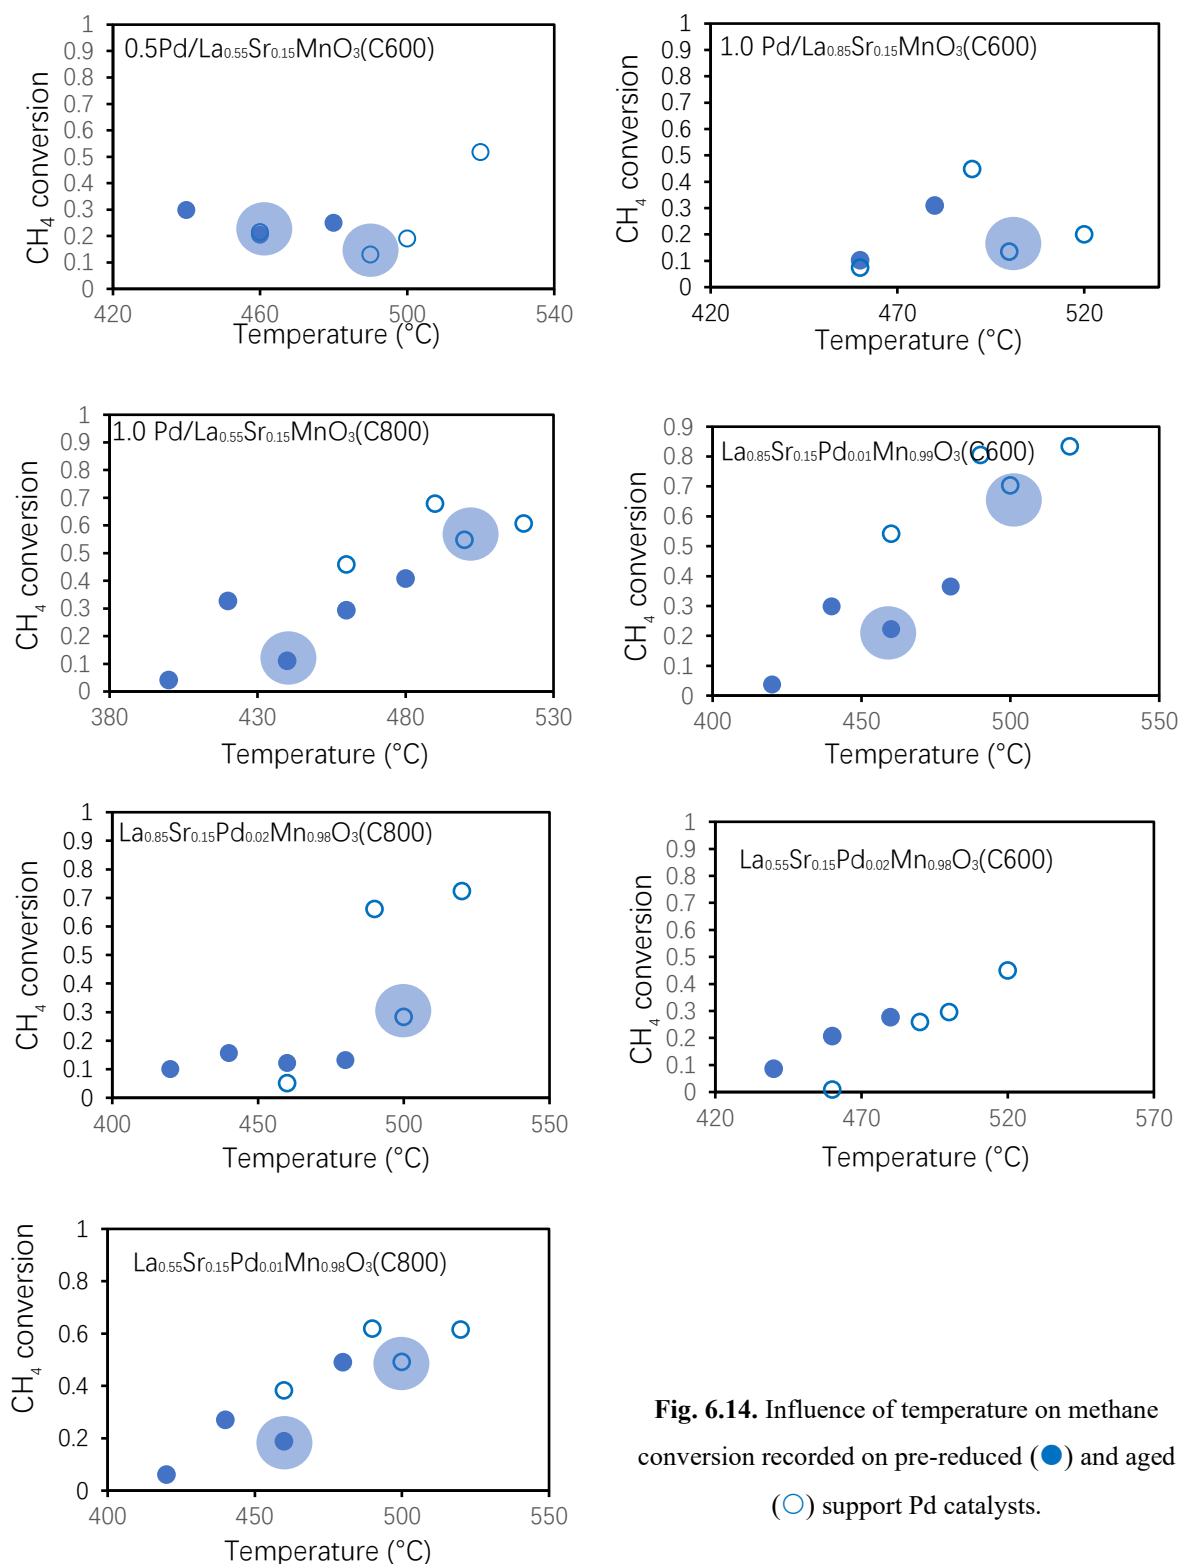 0.5Pd/La0.55Sr0.15MnO3(C600)
CH4 conversion
1
0.9
0.8
0.7
0.6
0.5
0.4
0.3
0.2
0.1
0
420 460 500 540
Temperature (°C)
1.0 Pd/La0.85Sr0.15MnO3(C600)
CH4 conversion
1
0.9
0.8
0.7
0.6
0.5
0.4
0.3
0.2
0.1
0
420 470 520
Temperature (°C)
1.0 Pd/La0.55Sr0.15MnO3(C800)
CH4 conversion
1
0.9
0.8
0.7
0.6
0.5
0.4
0.3
0.2
0.1
0
380 430 480 530
Temperature (°C)
La0.85Sr0.15Pd0.01Mn0.99O3(C600)
CH4 conversion
0.9
0.8
0.7
0.6
0.5
0.4
0.3
0.2
0.1
0
400 450 500 550
Temperature (°C)
La0.85Sr0.15Pd0.02Mn0.98O3(C800)
CH4 conversion
1
0.9
0.8
0.7
0.6
0.5
0.4
0.3
0.2
0.1
0
400 450 500 550
Temperature (°C)
La0.55Sr0.15Pd0.02Mn0.98O3(C600)
CH4 conversion
1
0.9
0.8
0.7
0.6
0.5
0.4
0.3
0.2
0.1
0
420 470 520 570
Temperature (°C)
La0.55Sr0.15Pd0.01Mn0.98O3(C800)
CH4 conversion
1
0.8
0.6
0.4
0.2
0
400 450 500 550
Temperature (°C)
Fig. 6.14. Influence of temperature on methane
conversion recorded on pre-reduced (●) and aged
(○) support Pd catalysts.